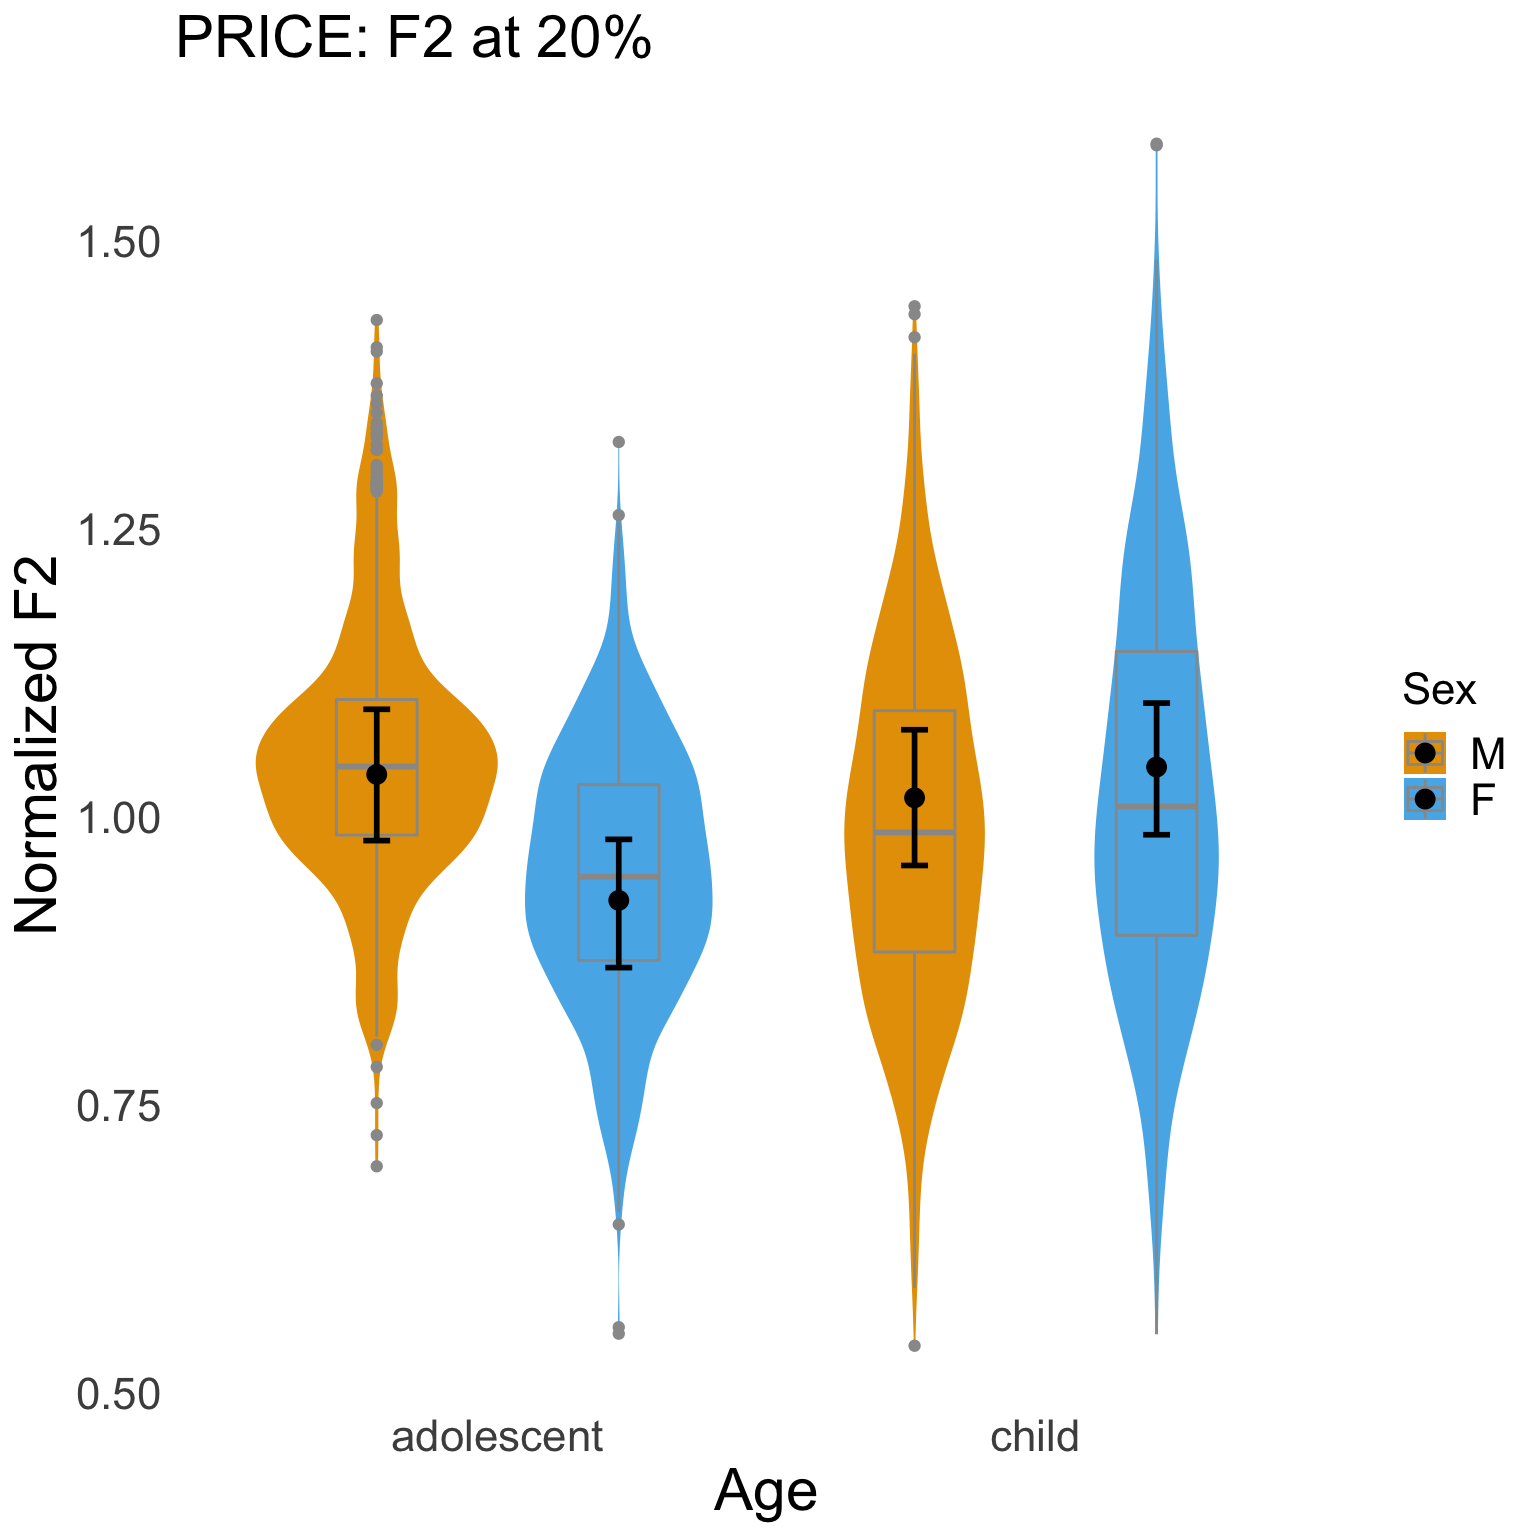 PRICE: F2 at 20%
Normalized F2
1.50
1.25
1.00
0.75
0.50
adolescent child
Age
Sex
M
F